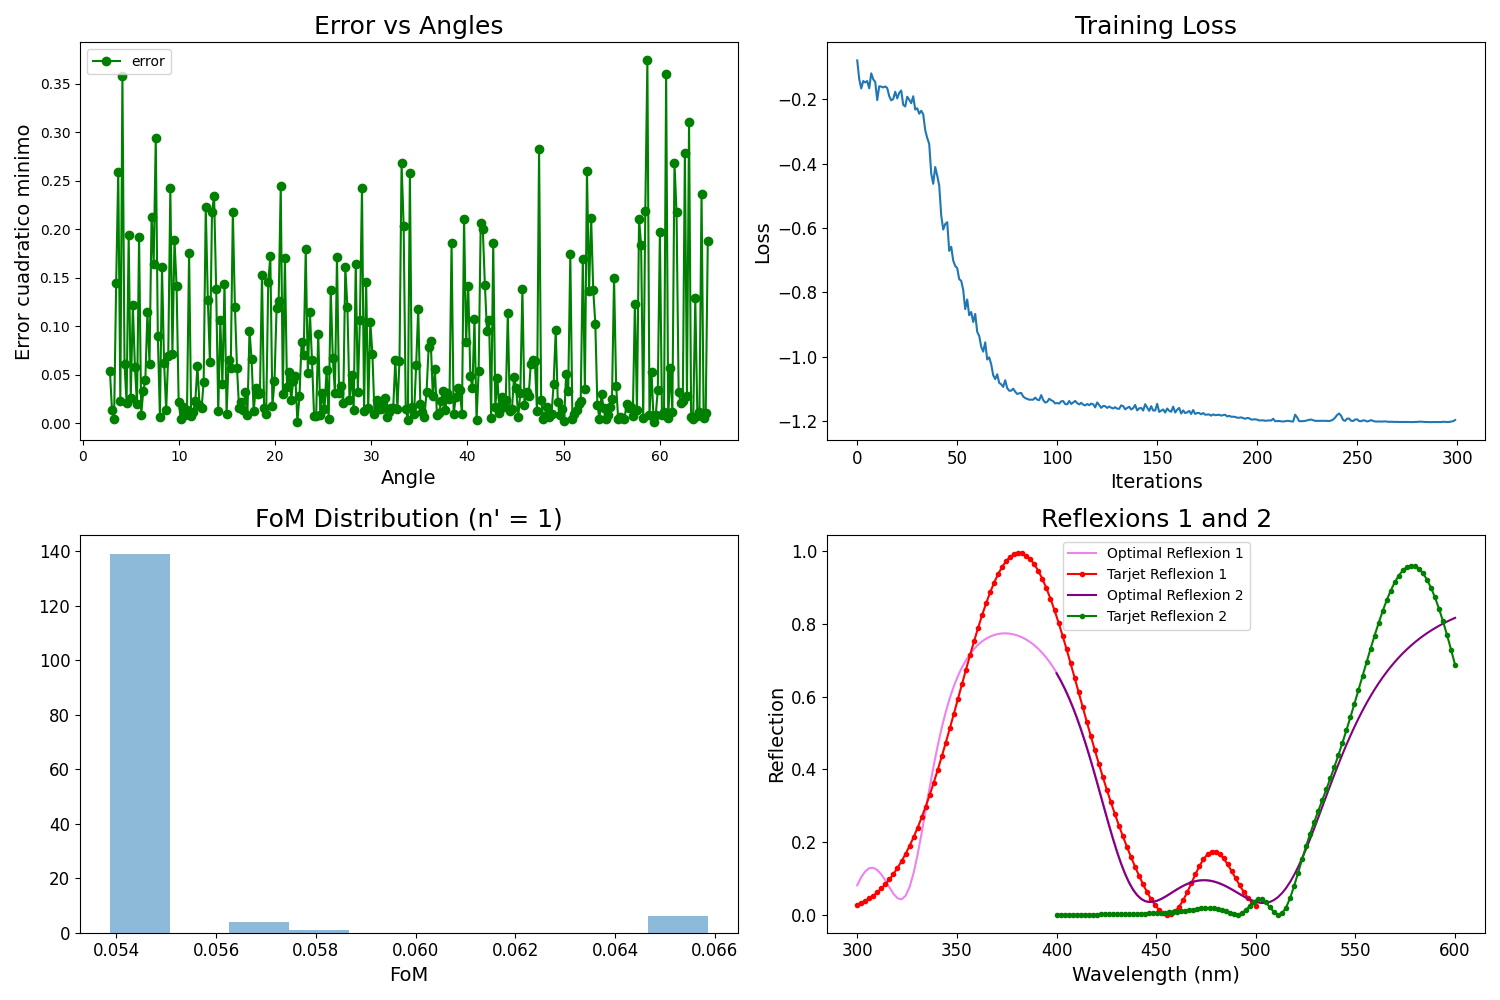 Error vs Angles
error
Error cuadratico minimo
0.35
0.30
0.25
0.20
0.15
0.10
0.05
0.00
0 10 20 30 40 50 60
Angle
Training Loss
Loss
−0.2
−0.4
−0.6
−0.8
−1.0
−1.2
0 50 100 150 200 250 300
Iterations
FoM Distribution (n' = 1)
140
120
100
80
60
40
20
0
0.054 0.056 0.058 0.060 0.062 0.064 0.066
FoM
Reflexions 1 and 2
Optimal Reflexion 1
Tarjet Reflexion 1
Optimal Reflexion 2
Tarjet Reflexion 2
Reflection
1.0
0.8
0.6
0.4
0.2
0.0
300 350 400 450 500 550 600
Wavelength (nm)